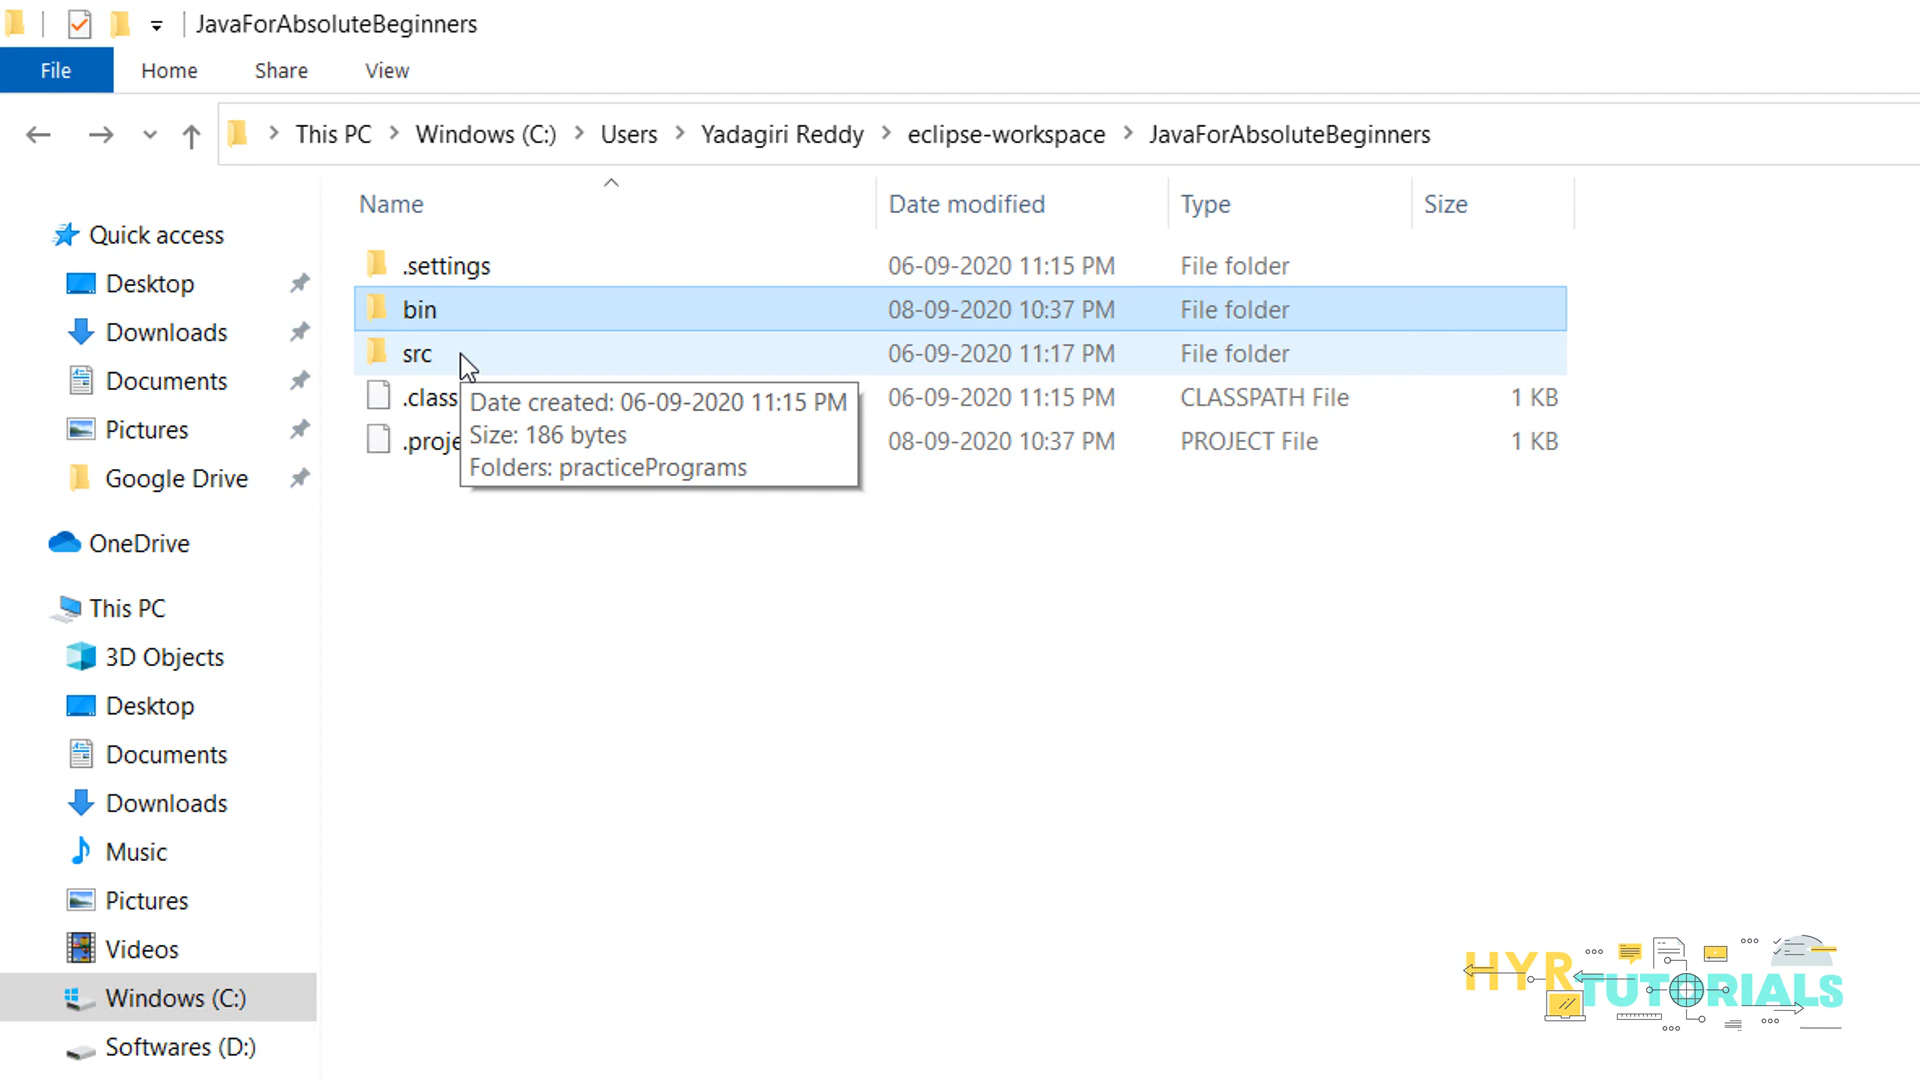 JavaForAbsoluteBeginners
File Home Share View
This PC Windows (C:) Users Yadagiri Reddy eclipse-workspace JavaForAbsoluteBeginners
Name Date modified Type Size
Quick access
Desktop
Downloads
Documents
Pictures
Google Drive
OneDrive
This PC
3D Objects
Desktop
Documents
Downloads
Music
Pictures
Videos
Windows (C:)
Softwares (D:)
.settings 06-09-2020 11:15 PM File folder
bin 08-09-2020 10:37 PM File folder
src 06-09-2020 11:17 PM File folder
.class 06-09-2020 11:15 PM CLASSPATH File 1 KB
.proje 08-09-2020 10:37 PM PROJECT File 1 KB
Date created: 06-09-2020 11:15 PM
Size: 186 bytes
Folders: practicePrograms
HYR TUTORIALS